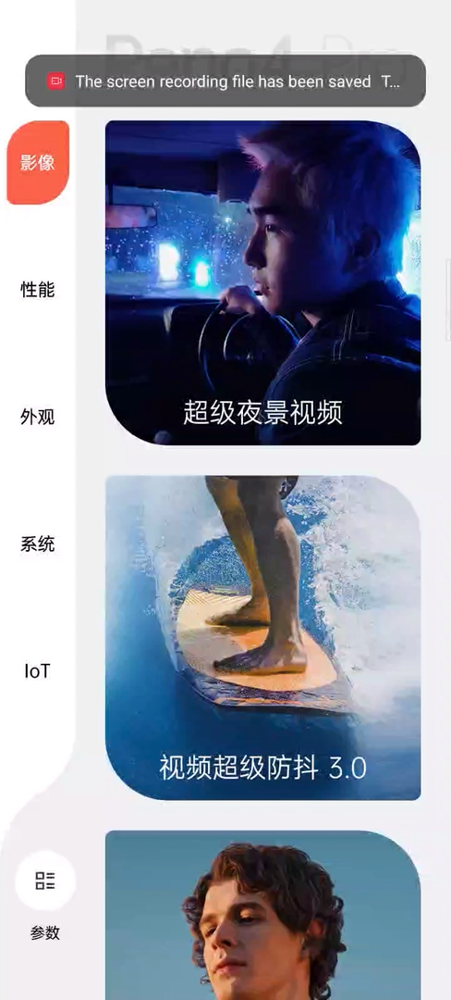 The screen recording file has been saved T...
影像
性能
外观
系统
IoT
参数
超级夜景视频
视频超级防抖 3.0